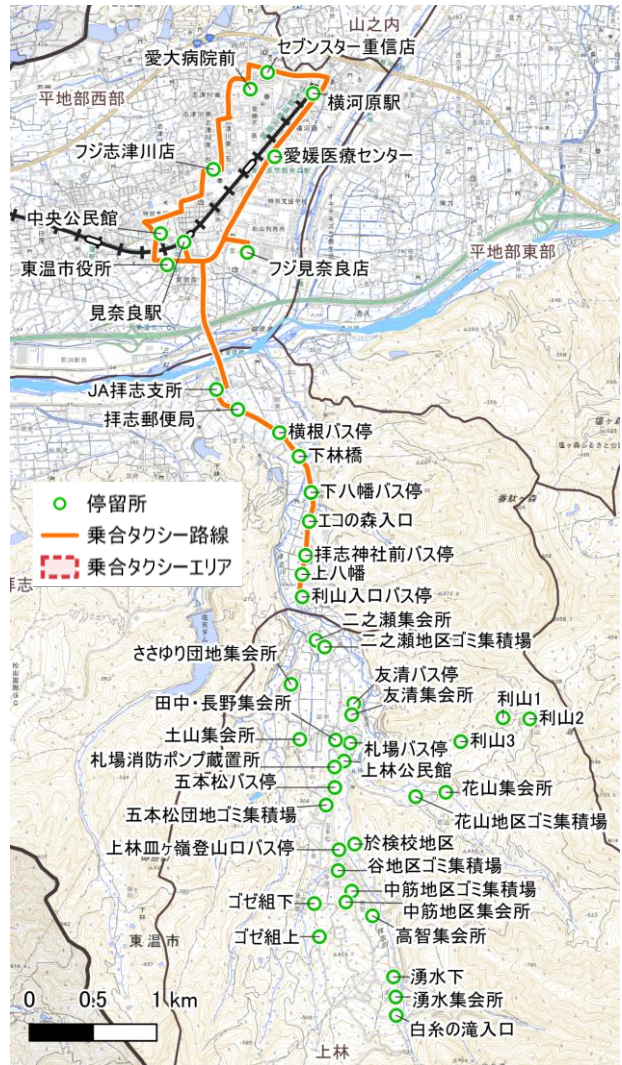 山之内
セブンスター重信店
愛大病院前
平地部西部
横河原駅
フジ志津川店
愛媛医療センター
中央公民館
東温市役所
フジ見奈良店
平地部東部
見奈良駅
JA拝志支所
拝志郵便局
横根バス停
下林橋
下八幡バス停
エコの森入口
拝志神社前バス停
上八幡
利山入口バス停
停留所
乗合タクシー路線
乗合タクシーエリア
拝志
二之瀬集会所
二之瀬地区ゴミ集積場
ささゆり団地集会所
友清バス停
友清集会所
田中・長野集会所
利山1
利山2
利山3
土山集会所
札場バス停
札場消防ポンプ蔵置所
上林公民館
五本松バス停
花山集会所
五本松団地ゴミ集積場
花山地区ゴミ集積場
於検校地区
上林皿ヶ嶺登山口バス停
谷地区ゴミ集積場
中筋地区ゴミ集積場
ゴゼ組下
中筋地区集会所
ゴゼ組上
高智集会所
東温市
湧水下
湧水集会所
白糸の滝入口
0 0.5 1 km
上林